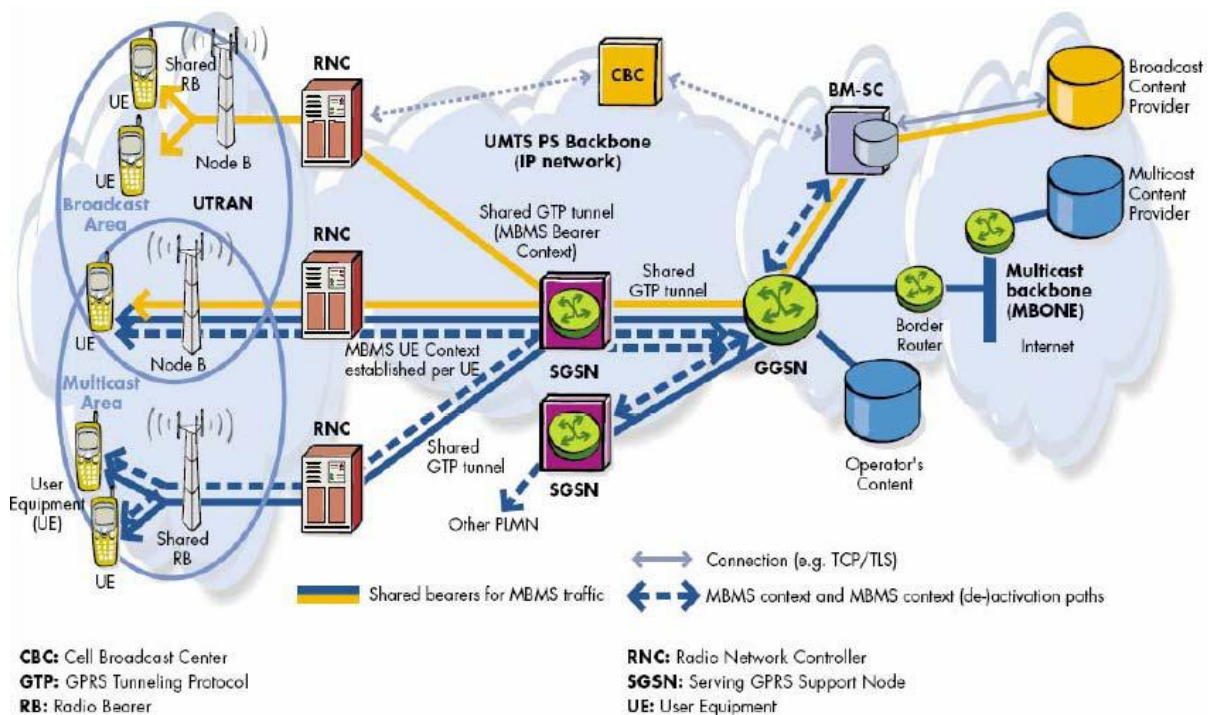 Shared
RB
UE
UE
Node B
Broadcast
Area
UTRAN
RNC
CBC
UMTS PS Backbone
(IP network)
BM-SC
Broadcast
Content
Provider
Multicast
Content
Provider
Shared GTP tunnel
(MBMS Bearer
Context)
RNC
Shared
GTP tunnel
Multicast
backbone
(MBONE)
Border
Router
Internet
UE
Node B
MBMS UE Context
established per UE
SGSN
GGSN
Multicast
Area
RNC
Shared
GTP tunnel
SGSN
Operator's
Content
User
Equipment
(UE)
Shared
RB
UE
Other PLMN
Connection (e.g. TCP/TLS)
Shared bearers for MBMS traffic
MBMS context and MBMS context (de-)activation paths
CBC: Cell Broadcast Center
GTP: GPRS Tunneling Protocol
RB: Radio Bearer
RNC: Radio Network Controller
SGSN: Serving GPRS Support Node
UE: User Equipment